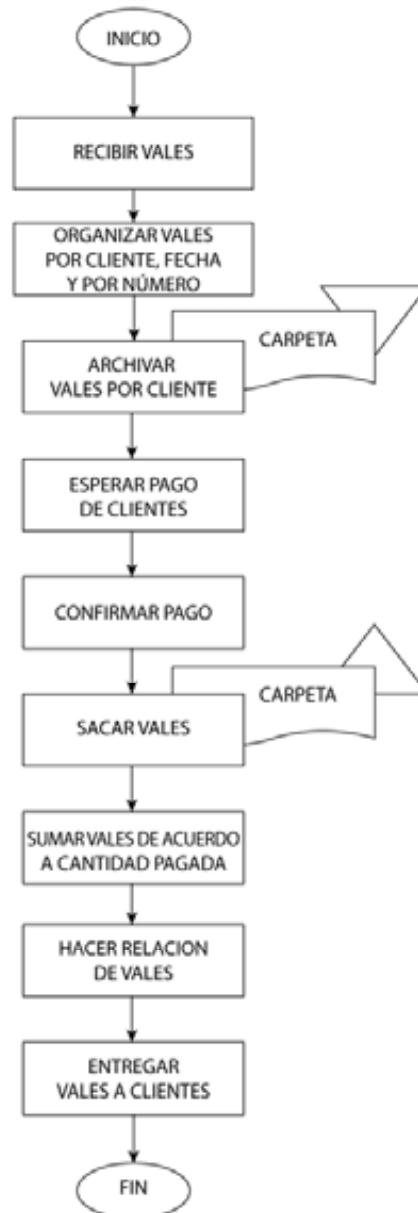 INICIO
RECIBIR VALES
ORGANIZAR VALES
POR CLIENTE, FECHA
Y POR NÚMERO
CARPETA
ARCHIVAR
VALES POR CLIENTE
ESPERAR PAGO
DE CLIENTES
CONFIRMAR PAGO
CARPETA
SACAR VALES
SUMAR VALES DE ACUERDO
A CANTIDAD PAGADA
HACER RELACION
DE VALES
ENTREGAR
VALES A CLIENTES
FIN